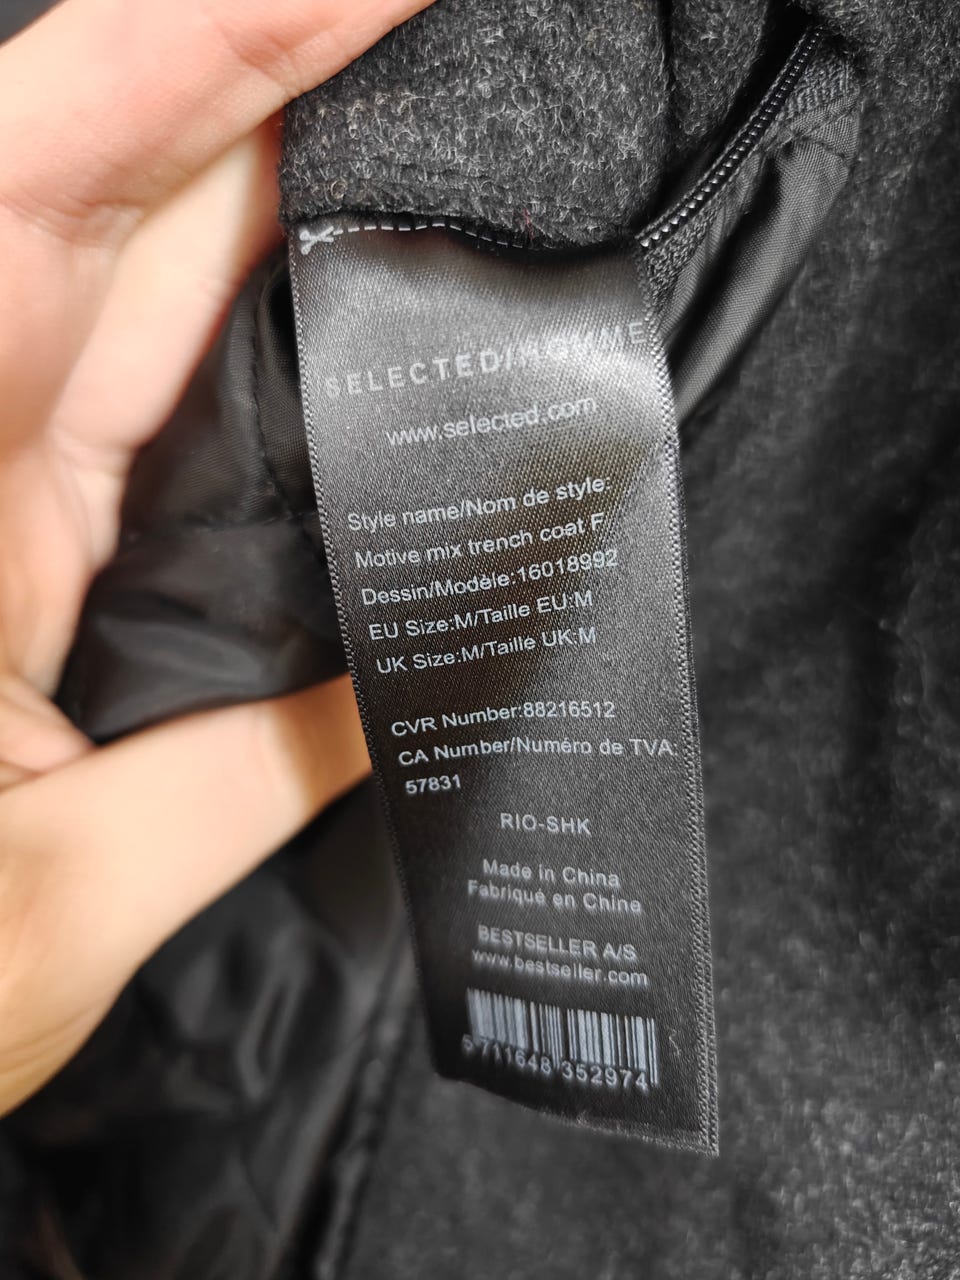 SELECTED/HOMME
www.selected.com
Style name/Nom de style:
Motive mix trench coat F
Dessin/Modèle:16018992
EU Size:M/Taille EU:M
UK Size:M/Taille UK:M
CVR Number:88216512
CA Number/Numéro de TVA:
57831
RIO-SHK
Made in China
Fabriqué en Chine
BESTSELLER A/S
www.bestseller.com
5 711648 352974